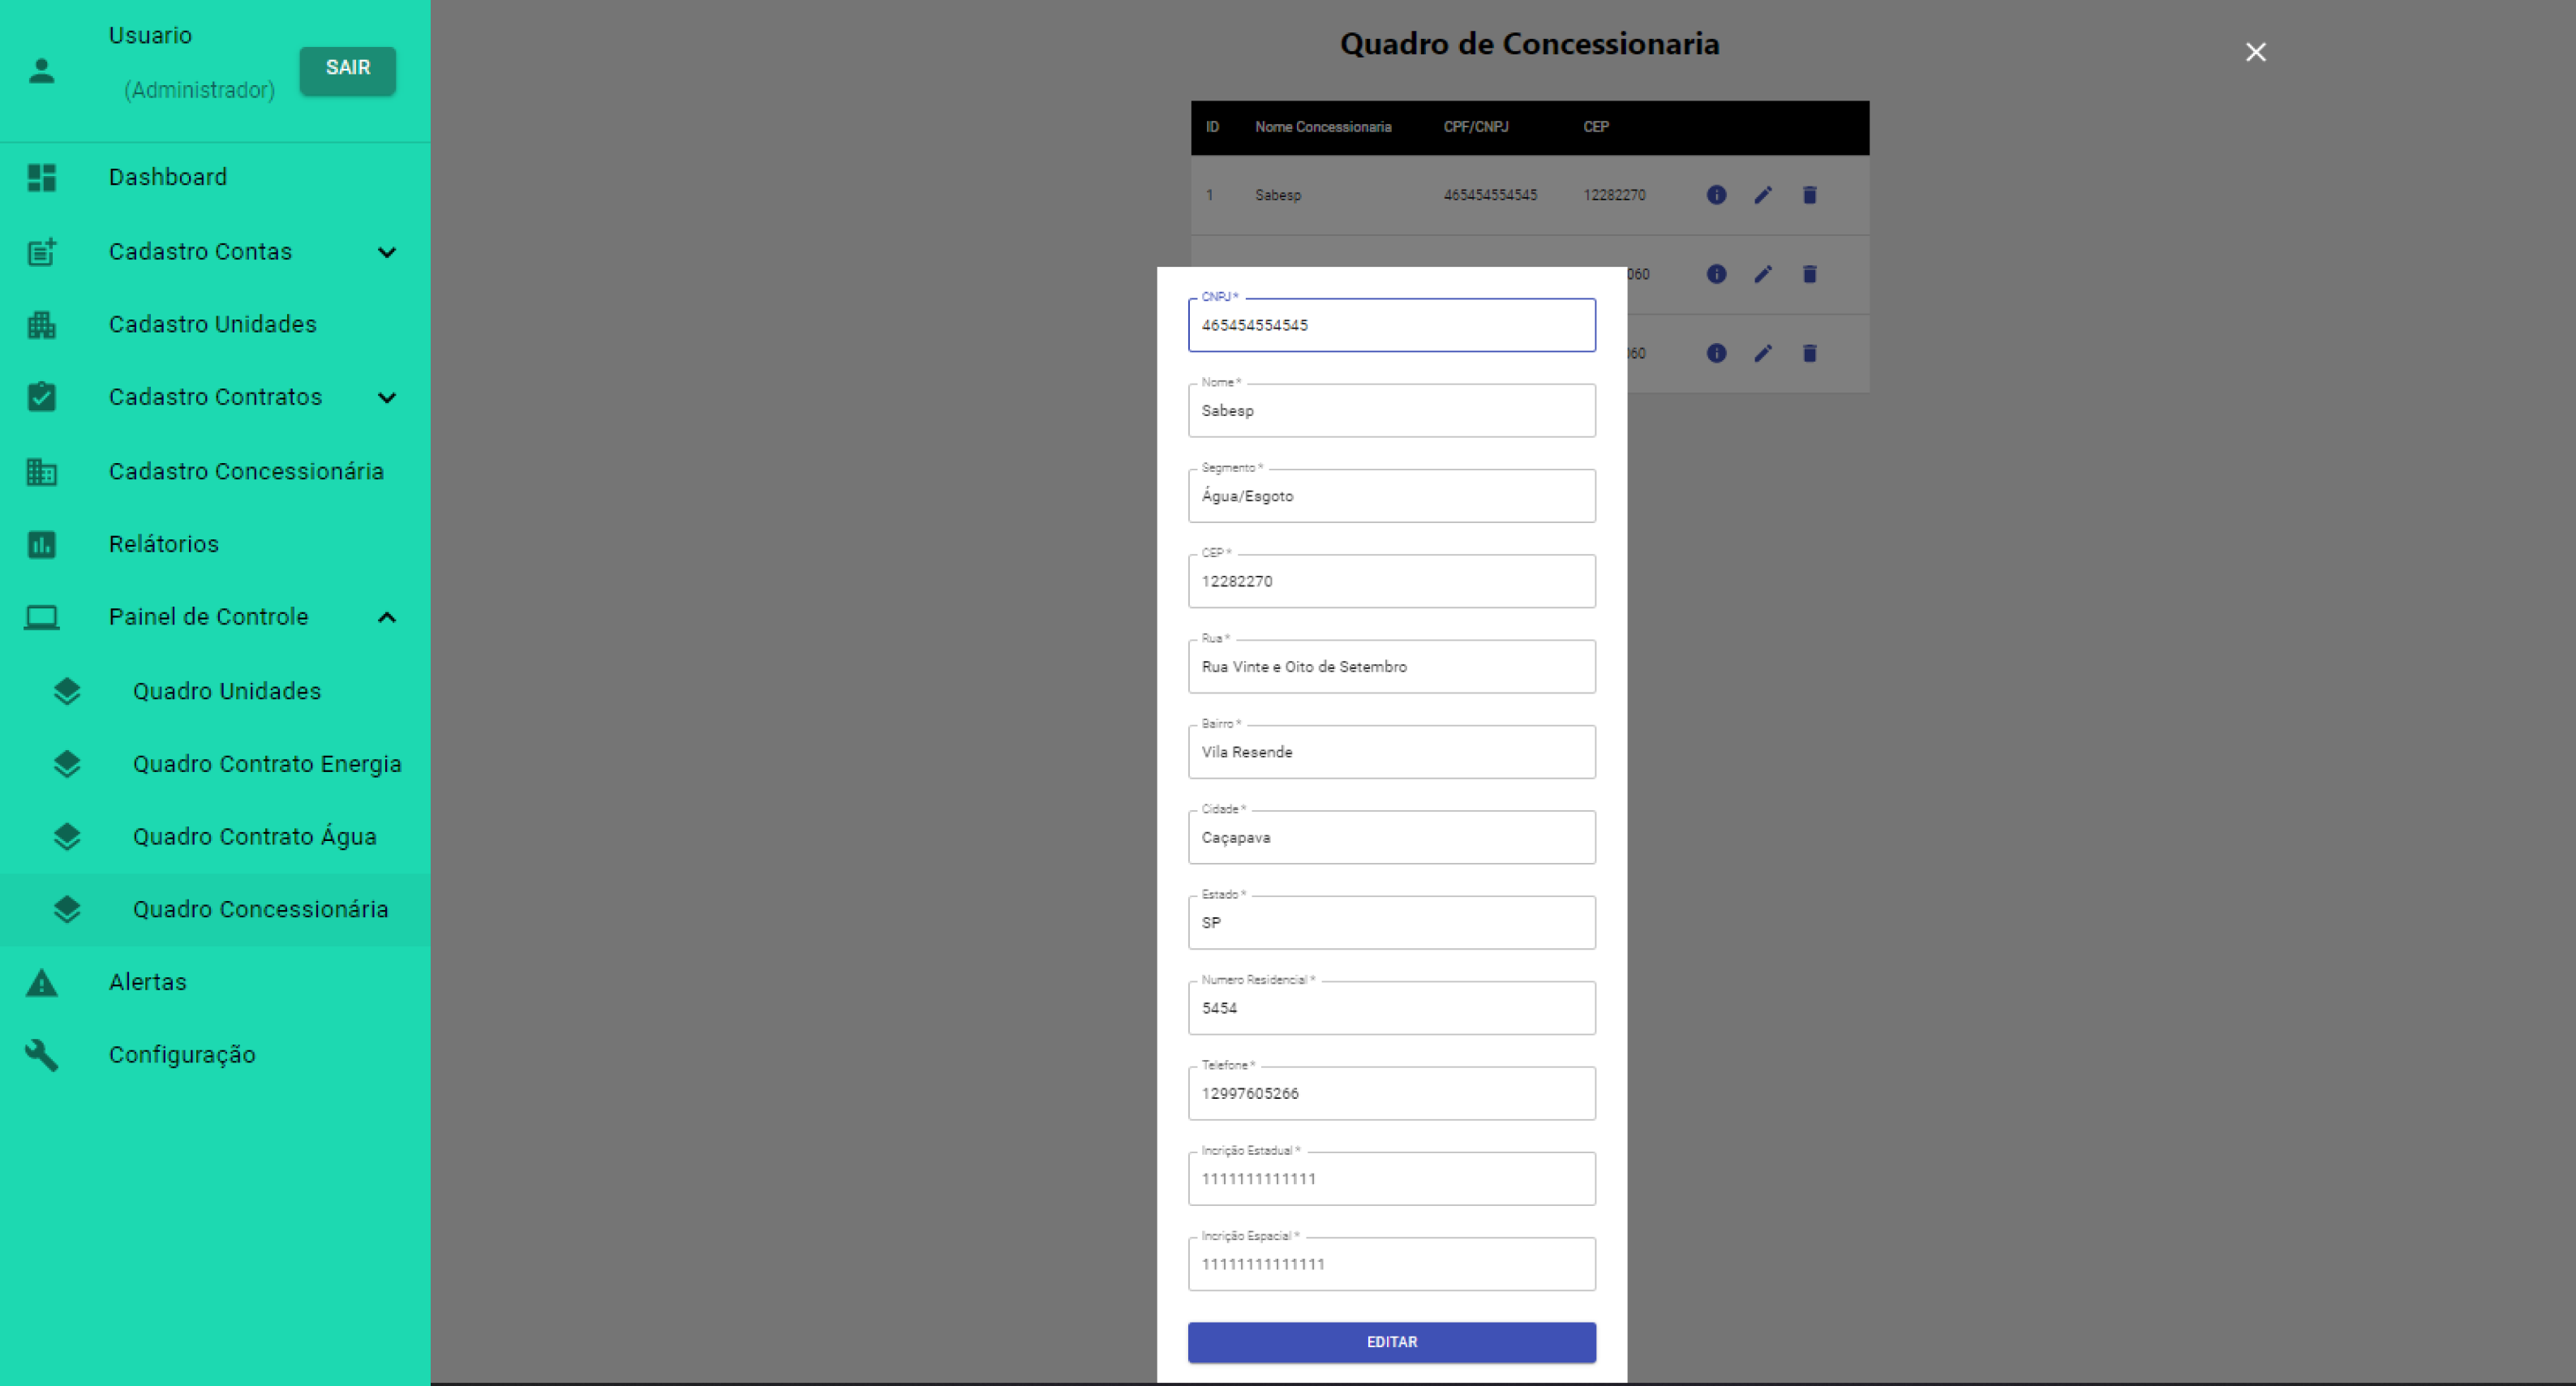 Usuario
(Administrador)
SAIR
Dashboard
Cadastro Contas
Cadastro Unidades
Cadastro Contratos
Cadastro Concessionária
Relátorios
Painel de Controle
Quadro Unidades
Quadro Contrato Energia
Quadro Contrato Água
Quadro Concessionária
Alertas
Configuração
Quadro de Concessionaria
ID Nome Concessionaria CPF/CNPJ CEP
1 Sabesp 465454554545 12282270
060
060
CNPJ *
465454554545
Nome *
Sabesp
Segmento *
Água/Esgoto
CEP *
12282270
Rua *
Rua Vinte e Oito de Setembro
Bairro *
Vila Resende
Cidade *
Caçapava
Estado *
SP
Numero Residencial *
5454
Telefone *
12997605266
Incrição Estadual *
1111111111111
Incrição Espacial *
11111111111111
EDITAR